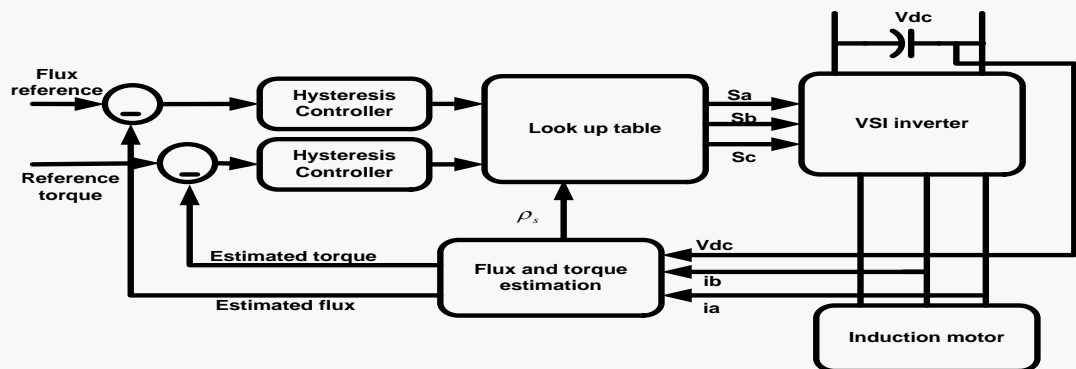 Vdc
Flux
reference
Hysteresis
Controller
Look up table
Sa
Sb
Sc
VSI inverter
Hysteresis
Controller
Reference
torque
ρs
Estimated torque
Flux and torque
estimation
Vdc
ib
ia
Estimated flux
Induction motor